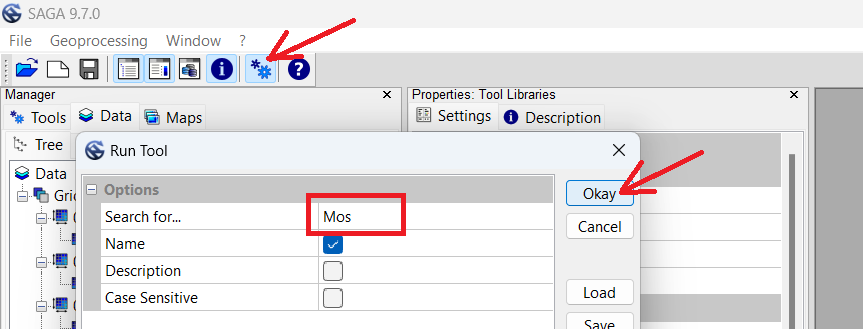 SAGA 9.7.0
File Geoprocessing Window ?
Manager
Properties: Tool Libraries
Tools Data Maps
Settings Description
Tree
Run Tool
Data
Options
Okay
Search for... Mos
Name
Cancel
Description
Case Sensitive
Load
Save